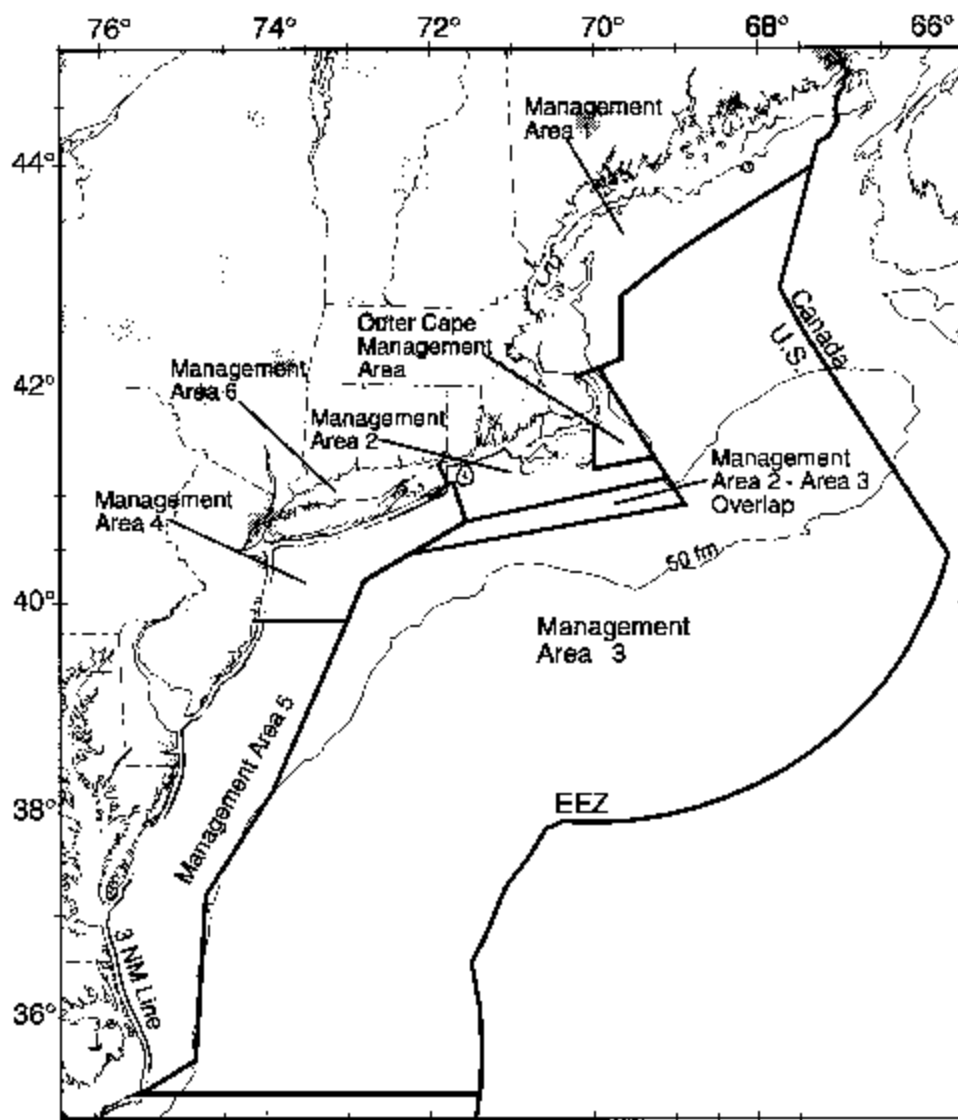 76° 74° 72° 70° 68° 66°
Management
Area 1
44°
Outer Cape
Management
Area
Canada
U.S.
Management
Area 6
42°
Management
Area 2
Management
Area 2 - Area 3
Overlap
Management
Area 4
50 fm
40°
Management
Area 3
Management Area 5
38°
EEZ
3 NM Line
36°